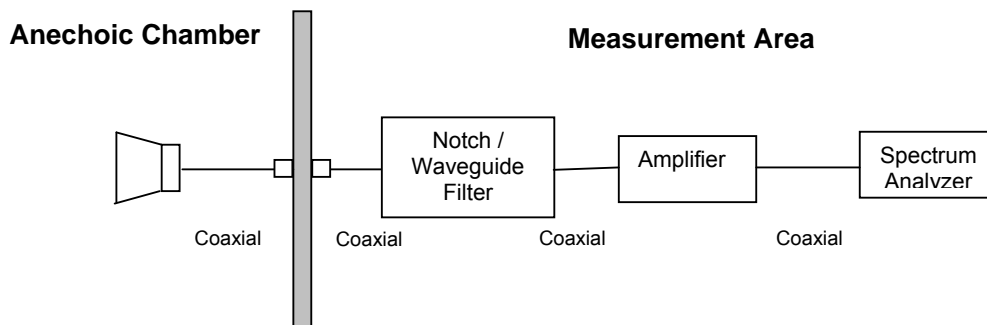 Anechoic Chamber
Measurement Area
Notch /
Waveguide
Filter
Amplifier
Spectrum
Analyzer
Coaxial
Coaxial
Coaxial
Coaxial